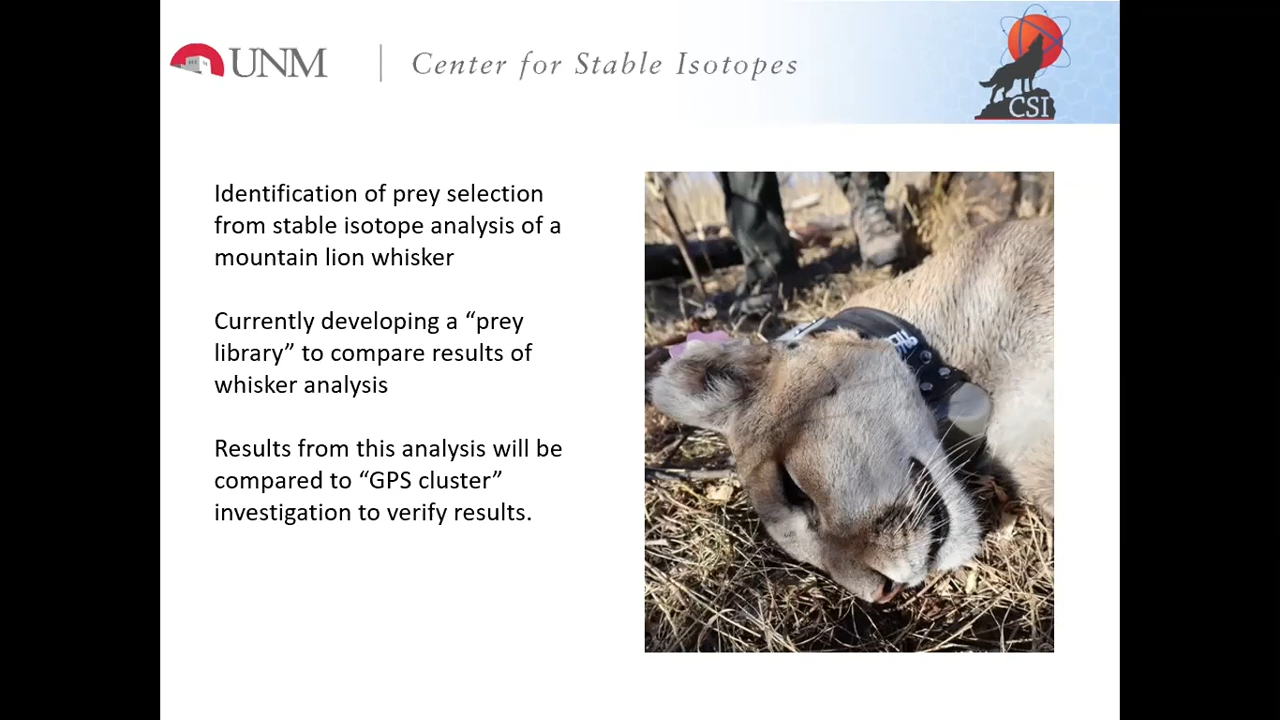 UNM | Center for Stable Isotopes
CSI
Identification of prey selection
from stable isotope analysis of a
mountain lion whisker
Currently developing a “prey
library” to compare results of
whisker analysis
Results from this analysis will be
compared to “GPS cluster”
investigation to verify results.